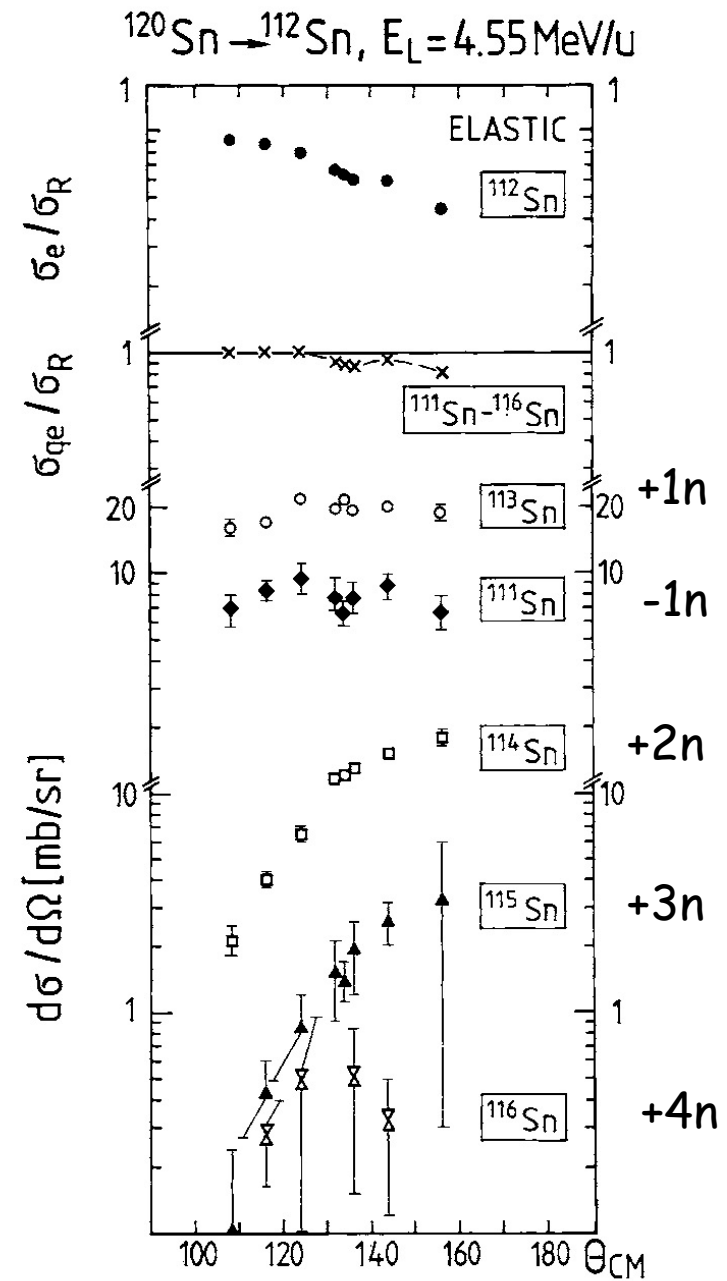 ¹²⁰Sn→¹¹²Sn, E_L=4.55MeV/u
1 1
ELASTIC
¹¹²Sn
σe/σR
1 1
¹¹¹Sn-¹¹⁶Sn
σqe/σR
20 ¹¹³Sn 20 +1n
10 ¹¹¹Sn 10 -1n
¹¹⁴Sn +2n
10 10
¹¹⁵Sn +3n
dσ/dΩ[mb/sr]
1 1
¹¹⁶Sn +4n
100 120 140 160 θCM